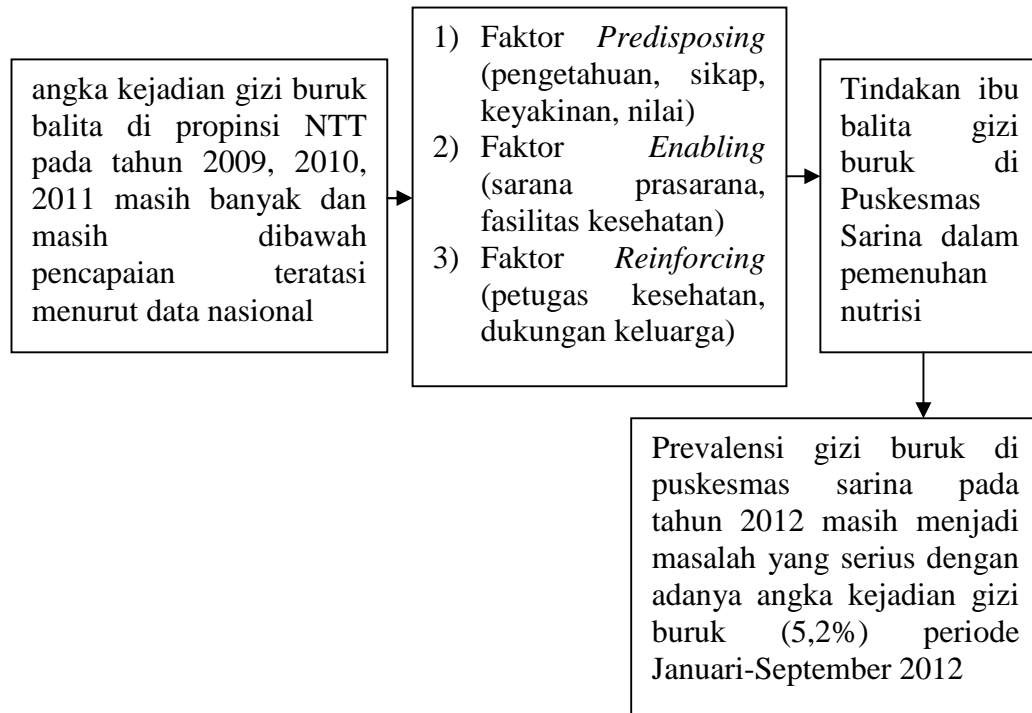 angka kejadian gizi buruk
balita di propinsi NTT
pada tahun 2009, 2010,
2011 masih banyak dan
masih dibawah
pencapaian teratasi
menurut data nasional
1) Faktor Predisposing
(pengetahuan, sikap,
keyakinan, nilai)
2) Faktor Enabling
(sarana prasarana,
fasilitas kesehatan)
3) Faktor Reinforcing
(petugas kesehatan,
dukungan keluarga)
Tindakan ibu
balita gizi
buruk di
Puskesmas
Sarina dalam
pemenuhan
nutrisi
Prevalensi gizi buruk di
puskesmas sarina pada
tahun 2012 masih menjadi
masalah yang serius dengan
adanya angka kejadian gizi
buruk (5,2%) periode
Januari-September 2012